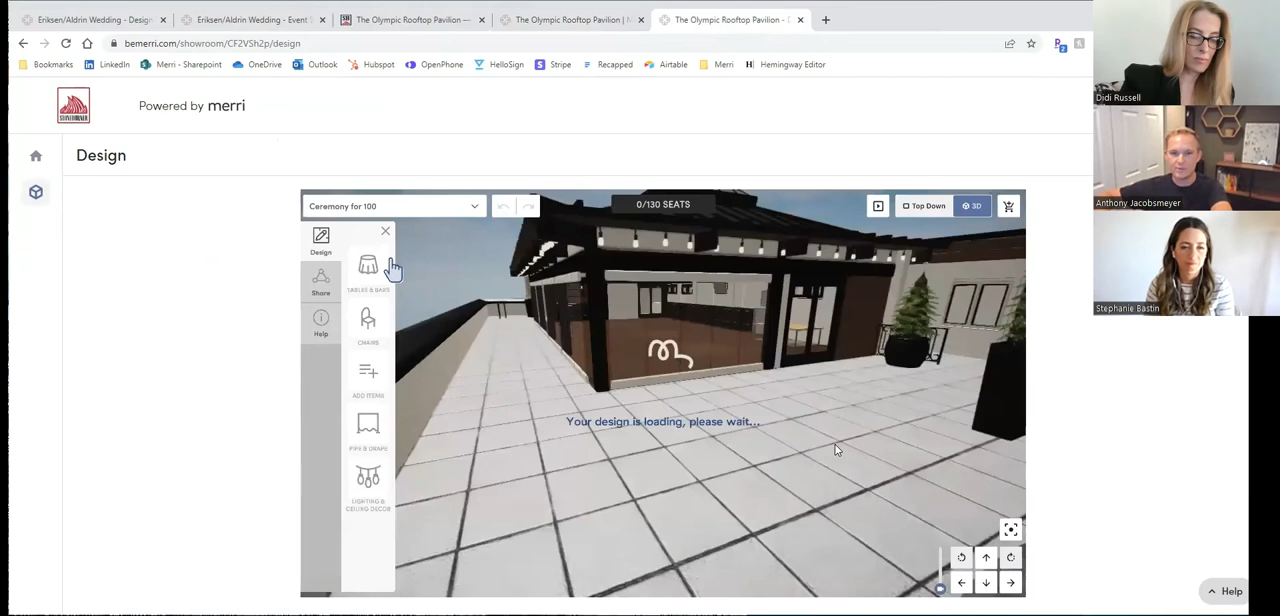 Eriksen/Aldrin Wedding - Design
Eriksen/Aldrin Wedding - Event S
The Olympic Rooftop Pavilion —
The Olympic Rooftop Pavilion | M
The Olympic Rooftop Pavilion - D
bemerri.com/showroom/CF2VSh2p/design
Bookmarks
LinkedIn
Merri - Sharepoint
OneDrive
Outlook
Hubspot
OpenPhone
HelloSign
Stripe
Recapped
Airtable
Merri
Hemingway Editor
Didi Russell
Powered by merri
Design
Anthony Jacobsmeyer
Ceremony for 100
0/130 SEATS
Top Down
3D
Design
TABLES & BARS
Share
Help
CHAIRS
Stephanie Bastin
ADD ITEMS
Your design is loading, please wait...
PIPE & DRAPE
LIGHTING &
CEILING DECOR
Help